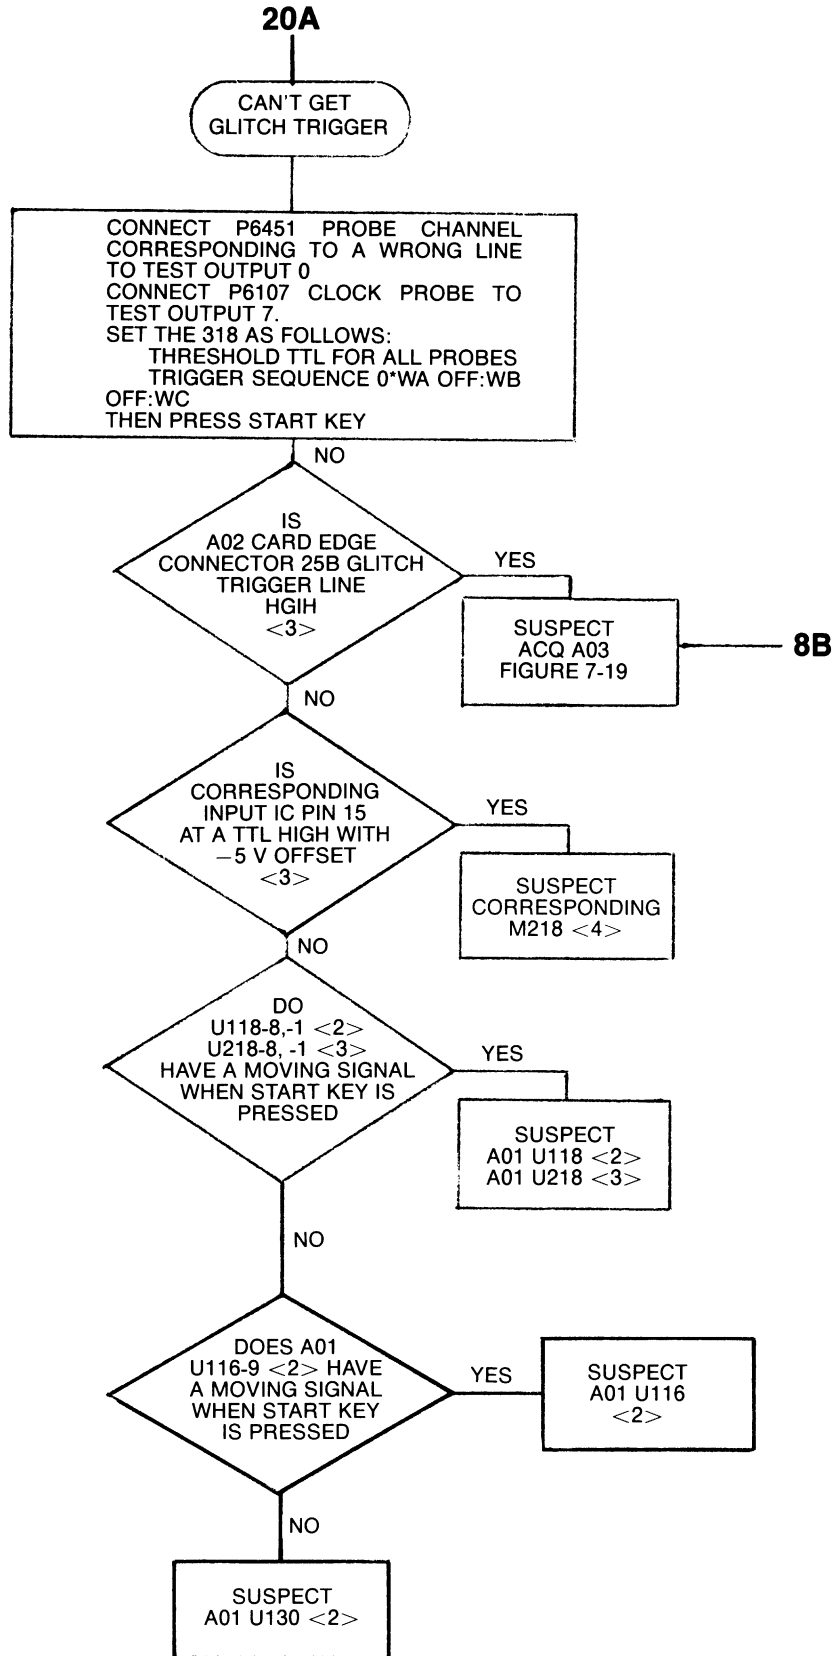 20A
CAN'T GET
GLITCH TRIGGER
CONNECT P6451 PROBE CHANNEL
CORRESPONDING TO A WRONG LINE
TO TEST OUTPUT 0
CONNECT P6107 CLOCK PROBE TO
TEST OUTPUT 7.
SET THE 318 AS FOLLOWS:
THRESHOLD TTL FOR ALL PROBES
TRIGGER SEQUENCE 0*WA OFF:WB
OFF:WC
THEN PRESS START KEY
NO
IS
A02 CARD EDGE
CONNECTOR 25B GLITCH
TRIGGER LINE
HGIH
<3>
YES
SUSPECT
ACQ A03
FIGURE 7-19
8B
NO
IS
CORRESPONDING
INPUT IC PIN 15
AT A TTL HIGH WITH
−5 V OFFSET
<3>
YES
SUSPECT
CORRESPONDING
M218 <4>
NO
DO
U118-8,-1 <2>
U218-8, -1 <3>
HAVE A MOVING SIGNAL
WHEN START KEY IS
PRESSED
YES
SUSPECT
A01 U118 <2>
A01 U218 <3>
NO
DOES A01
U116-9 <2> HAVE
A MOVING SIGNAL
WHEN START KEY
IS PRESSED
YES
SUSPECT
A01 U116
<2>
NO
SUSPECT
A01 U130 <2>